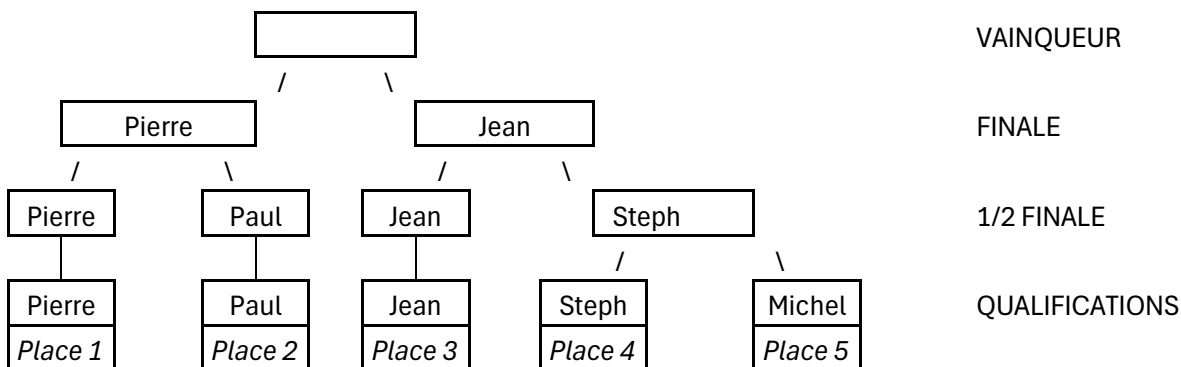 VAINQUEUR
/ \
Pierre Jean FINALE
/ \ / \
Pierre Paul Jean Steph 1/2 FINALE
/ \
Pierre Paul Jean Steph Michel QUALIFICATIONS
Place 1 Place 2 Place 3 Place 4 Place 5